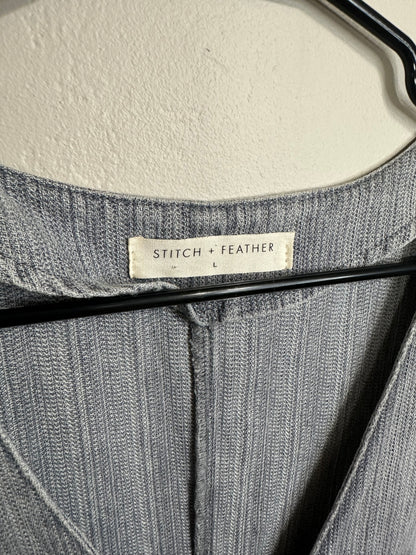 STITCH + FEATHER
L